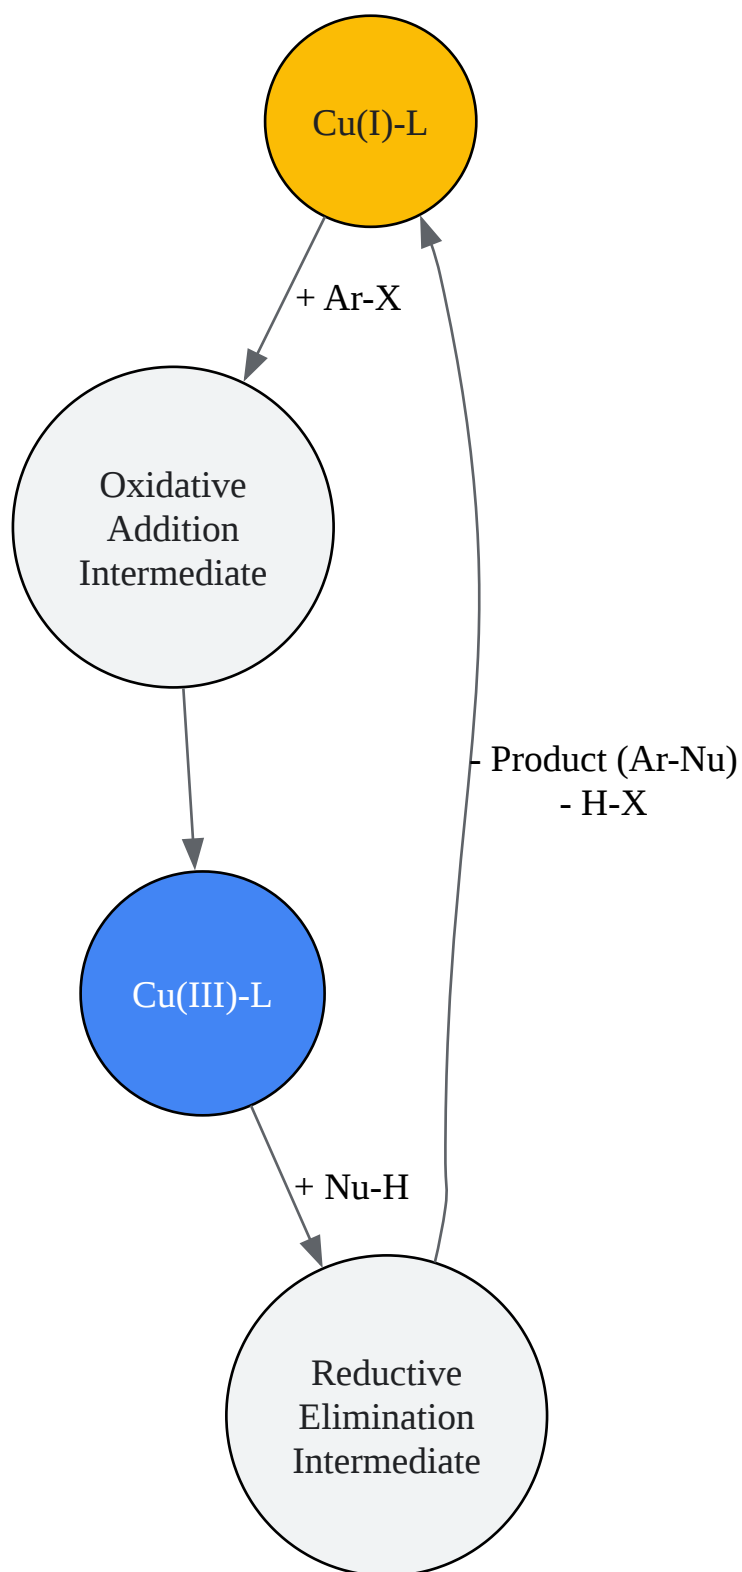 Cu(I)-L
+ Ar-X
Oxidative
Addition
Intermediate
- Product (Ar-Nu)
- H-X
Cu(III)-L
+ Nu-H
Reductive
Elimination
Intermediate